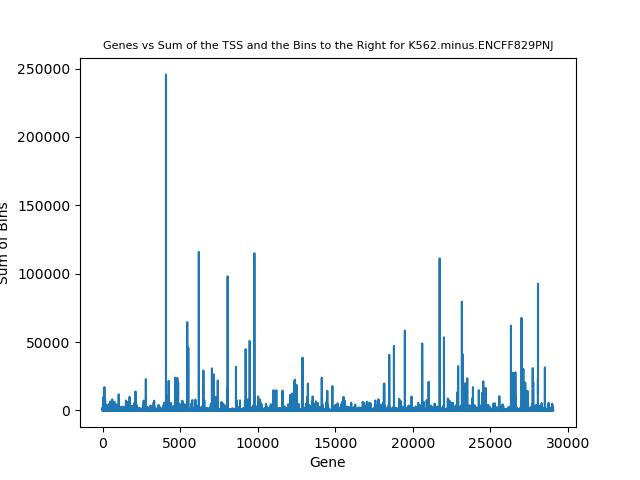 Genes vs Sum of the TSS and the Bins to the Right for K562.minus.ENCFF829PNJ
250000
200000
150000
100000
50000
0
Sum of Bins
0 5000 10000 15000 20000 25000 30000
Gene